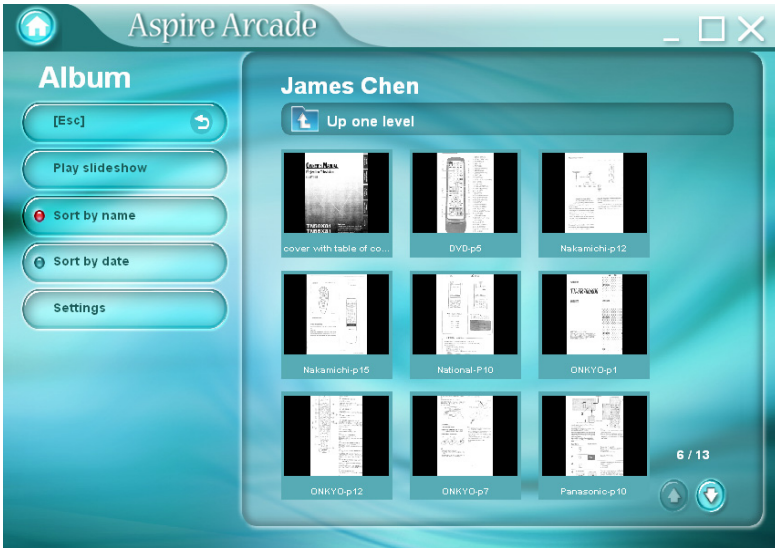 Aspire Arcade
Album
James Chen
[Esc]
Up one level
Play slideshow
Sort by name
Sort by date
Settings
OWNER'S MANUAL
cover with table of co...
DVD-p5
Nakamichi-p12
Nakamichi-p15
National-P10
ONKYO-p1
ONKYO-p12
ONKYO-p7
Panasonic-p10
6 / 13